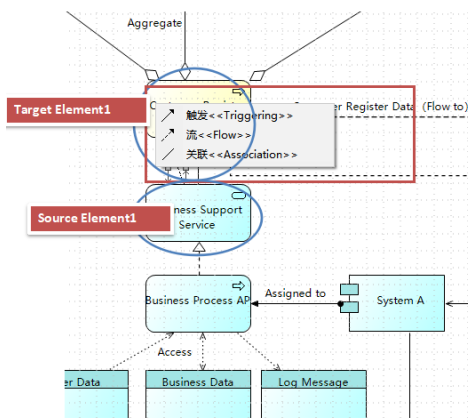 Aggregate
Target Element1
Register Data (Flow to)
触发<<Triggering>>
流<<Flow>>
关联<<Association>>
Source Element1
ness Support
Service
Business Process AP
Assigned to
System A
Access
er Data
Business Data
Log Message